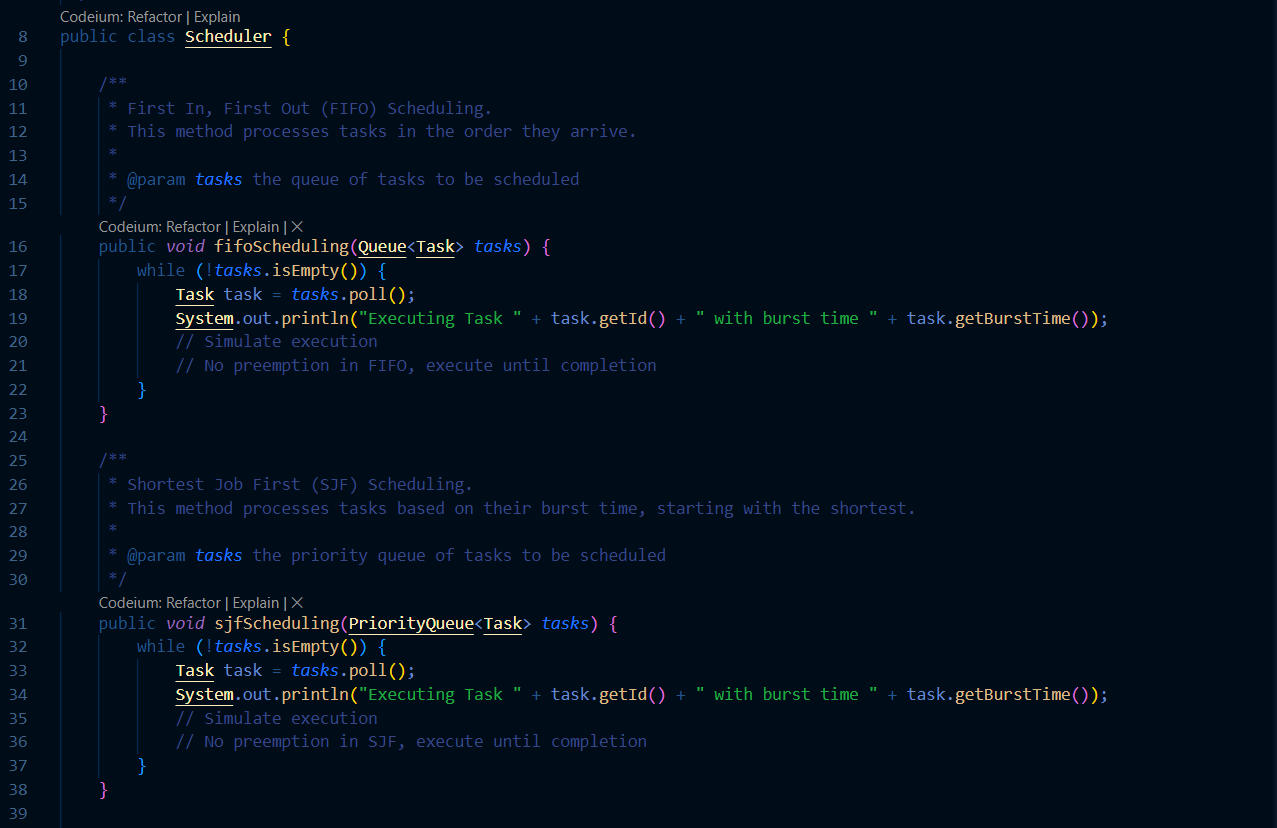 Codeium: Refactor | Explain
8 public class Scheduler {
9
10 /**
11 * First In, First Out (FIFO) Scheduling.
12 * This method processes tasks in the order they arrive.
13 *
14 * @param tasks the queue of tasks to be scheduled
15 */
Codeium: Refactor | Explain | ×
16 public void fifoScheduling(Queue<Task> tasks) {
17 while (!tasks.isEmpty()) {
18 Task task = tasks.poll();
19 System.out.println("Executing Task " + task.getId() + " with burst time " + task.getBurstTime());
20 // Simulate execution
21 // No preemption in FIFO, execute until completion
22 }
23 }
24
25 /**
26 * Shortest Job First (SJF) Scheduling.
27 * This method processes tasks based on their burst time, starting with the shortest.
28 *
29 * @param tasks the priority queue of tasks to be scheduled
30 */
Codeium: Refactor | Explain | ×
31 public void sjfScheduling(PriorityQueue<Task> tasks) {
32 while (!tasks.isEmpty()) {
33 Task task = tasks.poll();
34 System.out.println("Executing Task " + task.getId() + " with burst time " + task.getBurstTime());
35 // Simulate execution
36 // No preemption in SJF, execute until completion
37 }
38 }
39